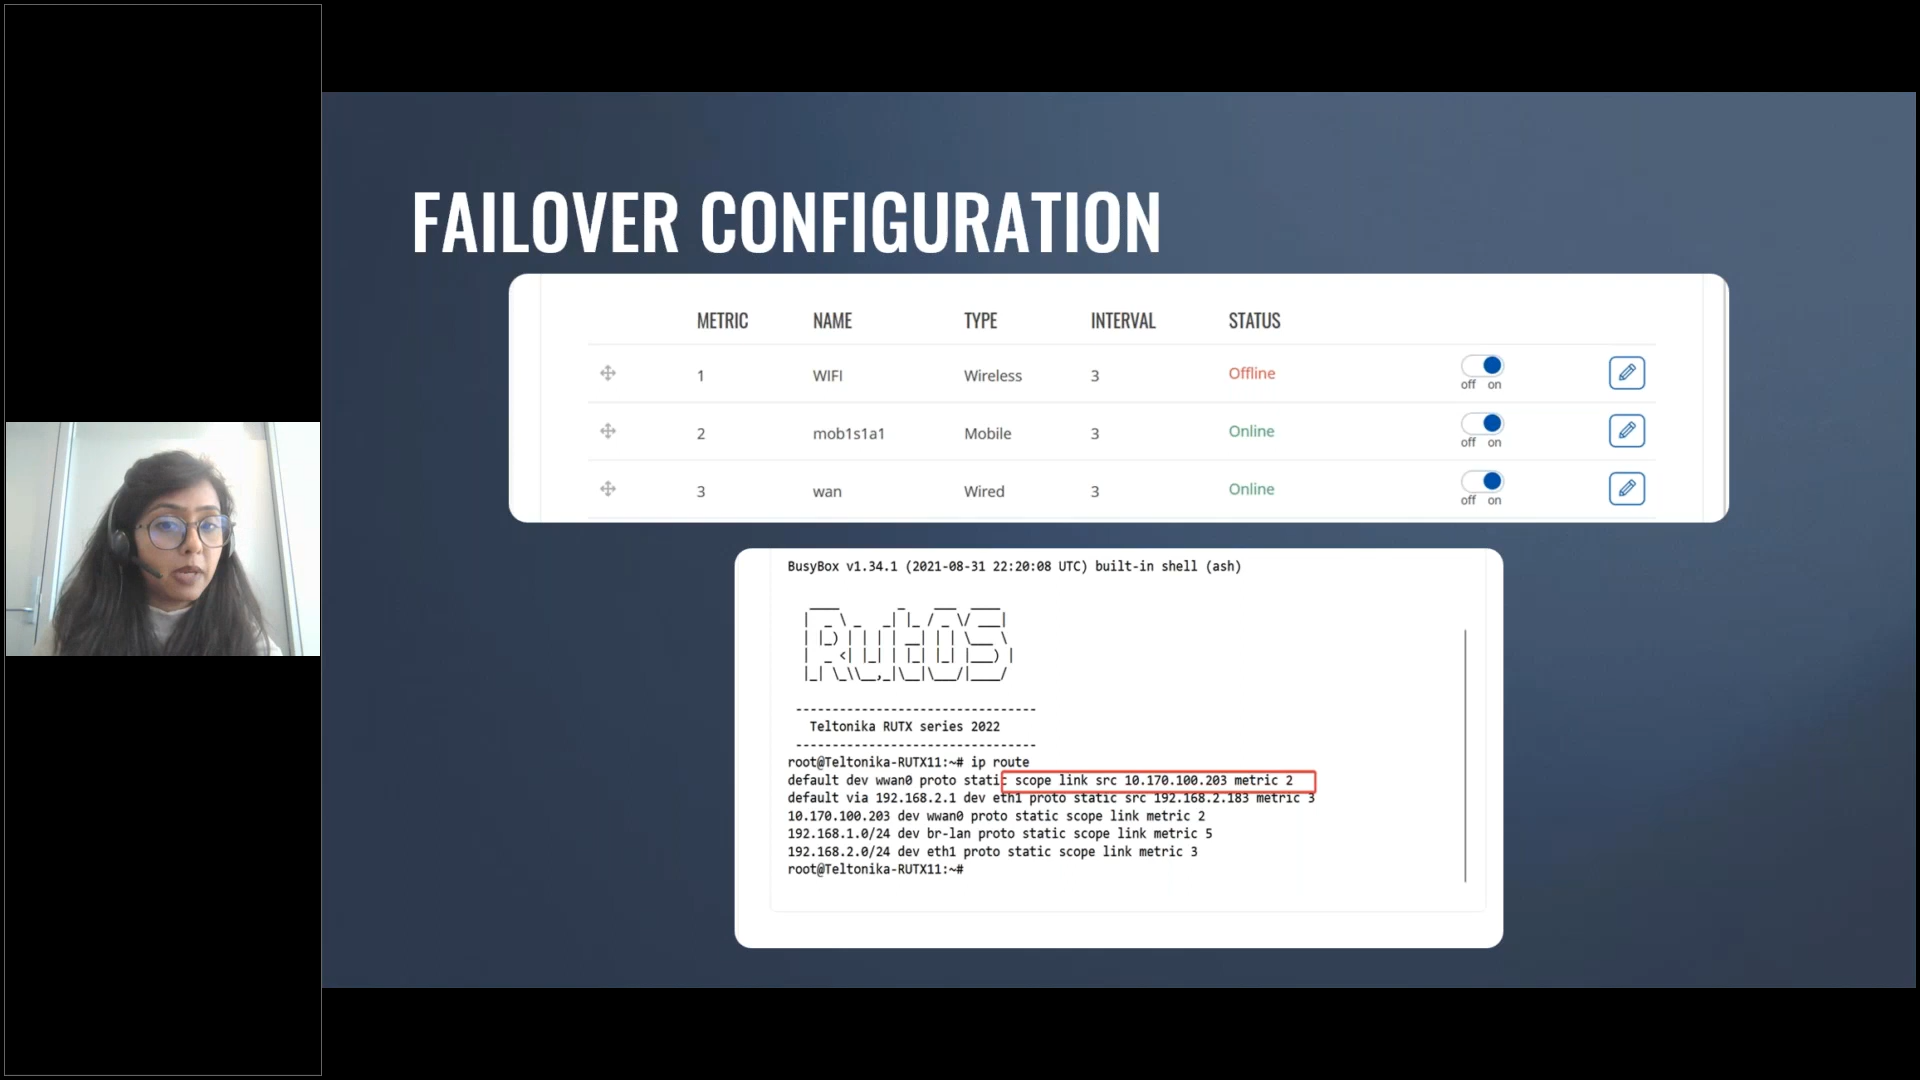 FAILOVER CONFIGURATION
METRIC NAME TYPE INTERVAL STATUS
1 WIFI Wireless 3 Offline off on
2 mob1s1a1 Mobile 3 Online off on
3 wan Wired 3 Online off on
BusyBox v1.34.1 (2021-08-31 22:20:08 UTC) built-in shell (ash)
RutOS
---------------------------------
Teltonika RUTX series 2022
---------------------------------
root@Teltonika-RUTX11:~# ip route
default dev wwan0 proto static scope link src 10.170.100.203 metric 2
default via 192.168.2.1 dev eth1 proto static src 192.168.2.183 metric 3
10.170.100.203 dev wwan0 proto static scope link metric 2
192.168.1.0/24 dev br-lan proto static scope link metric 5
192.168.2.0/24 dev eth1 proto static scope link metric 3
root@Teltonika-RUTX11:~#